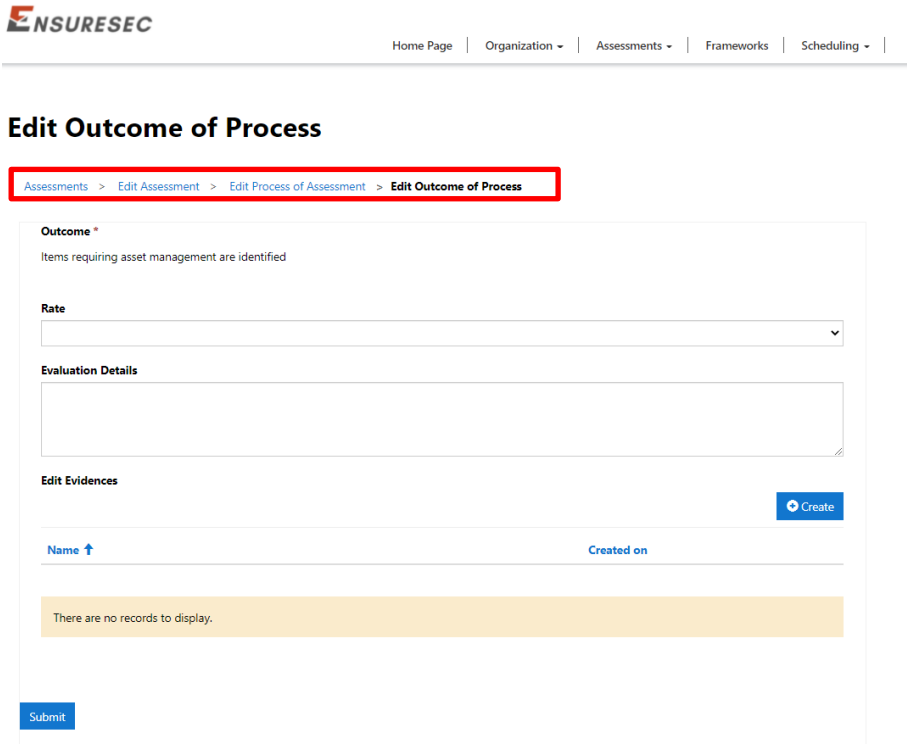 ENSURESEC
Home Page | Organization | Assessments | Frameworks | Scheduling |
Edit Outcome of Process
Assessments > Edit Assessment > Edit Process of Assessment > Edit Outcome of Process
Outcome *
Items requiring asset management are identified
Rate
Evaluation Details
Edit Evidences
Create
Name Created on
There are no records to display.
Submit